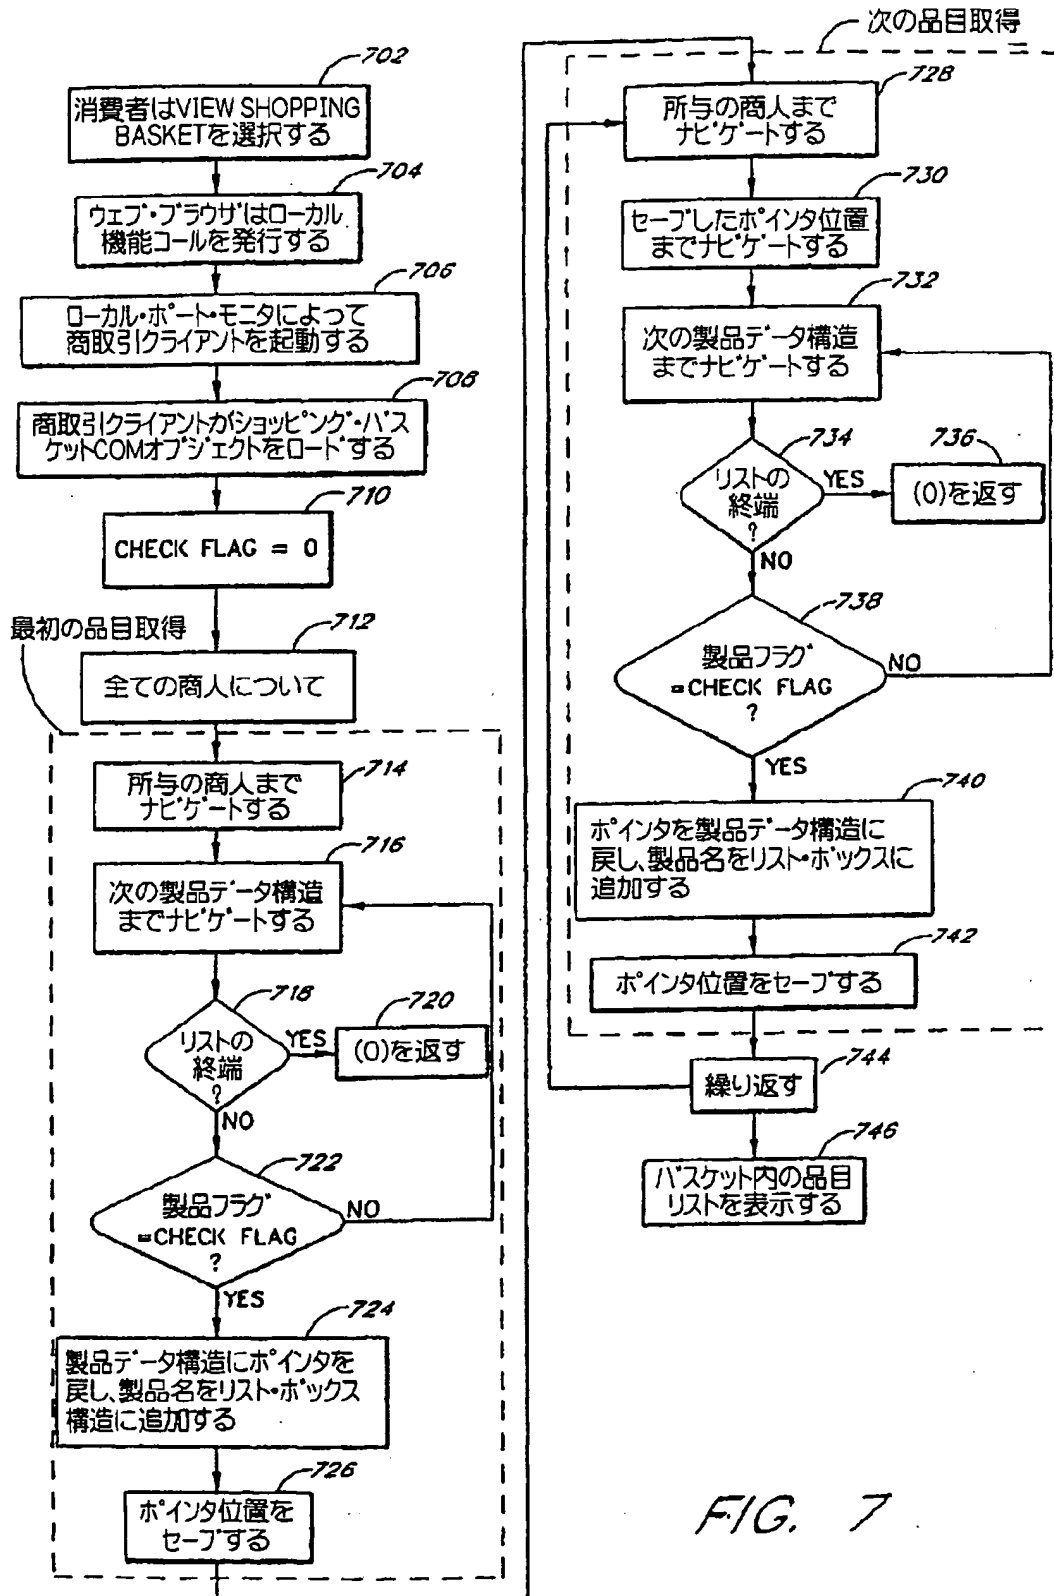 702
消費者はVIEW SHOPPING
BASKETを選択する
704
ウェブ・ブラウザはローカル
機能コールを発行する
706
ローカル・ポート・モニタによって
商取引クライアントを起動する
708
商取引クライアントがショッピング・バス
ケットCOMオブジェクトをロードする
710
CHECK FLAG = 0
最初の品目取得
712
全ての商人について
714
所与の商人まで
ナビゲートする
716
次の製品データ構造
までナビゲートする
718
リストの
終端
?
YES
720
(0)を返す
NO
722
製品フラグ
=CHECK FLAG
?
NO
YES
724
製品データ構造にポインタを
戻し、製品名をリスト・ボックス
構造に追加する
726
ポインタ位置を
セーブする
次の品目取得
728
所与の商人まで
ナビゲートする
730
セーブしたポインタ位置
までナビゲートする
732
次の製品データ構造
までナビゲートする
734
リストの
終端
?
YES
736
(0)を返す
NO
738
製品フラグ
=CHECK FLAG
?
NO
YES
740
ポインタを製品データ構造に
戻し、製品名をリスト・ボックスに
追加する
742
ポインタ位置をセーブする
744
繰り返す
746
バスケット内の品目
リストを表示する
FIG. 7